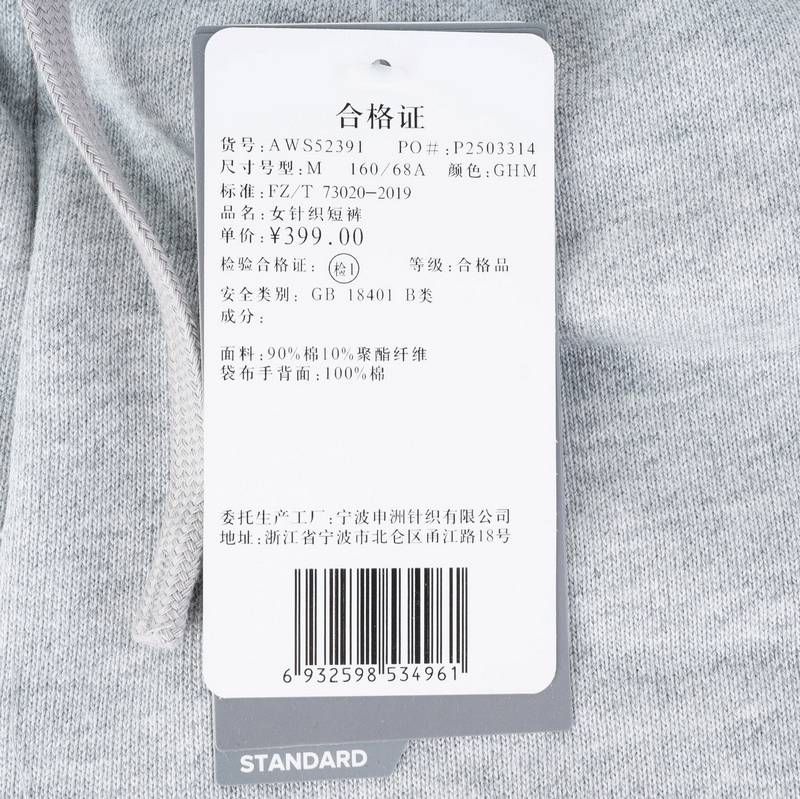 合格证
货号:AWS52391 PO#:P2503314
尺寸号型:M 160/68A 颜色:GHM
标准:FZ/T 73020-2019
品名:女针织短裤
单价:¥399.00
检验合格证: 检1 等级:合格品
安全类别: GB 18401 B类
成分:
面料:90%棉10%聚酯纤维
袋布手背面:100%棉
委托生产工厂:宁波申洲针织有限公司
地址:浙江省宁波市北仑区甬江路18号
6 932598 534961
STANDARD